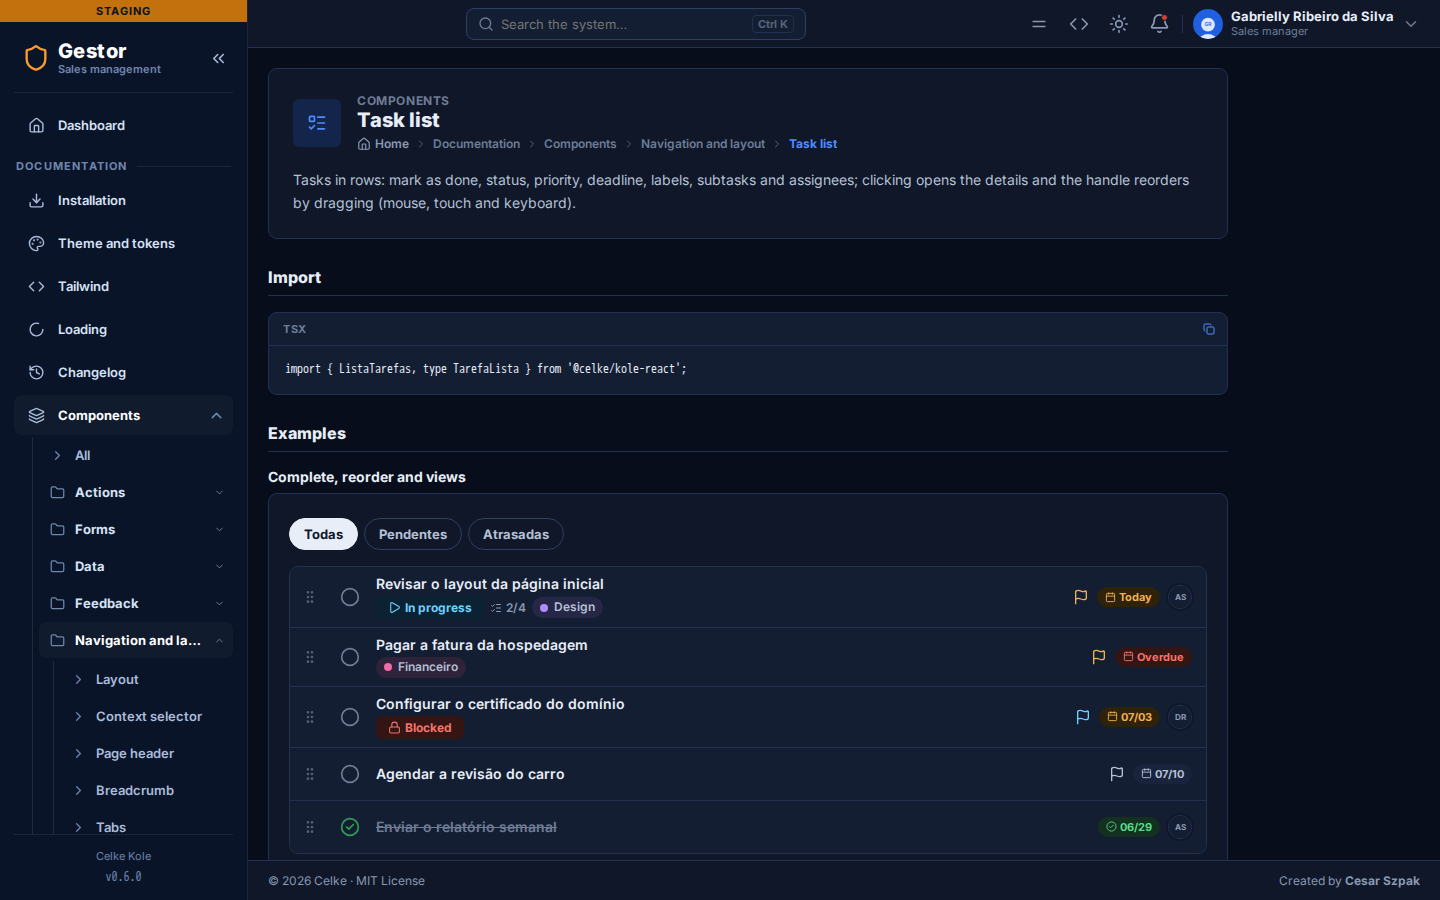 STAGING
Gestor
Sales management
Dashboard
DOCUMENTATION
Installation
Theme and tokens
Tailwind
Loading
Changelog
Components
All
Actions
Forms
Data
Feedback
Navigation and la...
Layout
Context selector
Page header
Breadcrumb
Tabs
Celke Kole
v0.6.0
Search the system...
Ctrl K
GR
Gabrielly Ribeiro da Silva
Sales manager
COMPONENTS
Task list
Home
Documentation
Components
Navigation and layout
Task list
Tasks in rows: mark as done, status, priority, deadline, labels, subtasks and assignees; clicking opens the details and the handle reorders
by dragging (mouse, touch and keyboard).
Import
TSX
import { ListaTarefas, type TarefaLista } from '@celke/kole-react';
Examples
Complete, reorder and views
Todas
Pendentes
Atrasadas
Revisar o layout da página inicial
In progress
2/4
Design
Today
AS
Pagar a fatura da hospedagem
Financeiro
Overdue
Configurar o certificado do domínio
Blocked
07/03
DR
Agendar a revisão do carro
07/10
Enviar o relatório semanal
06/29
AS
© 2026 Celke · MIT License
Created by Cesar Szpak